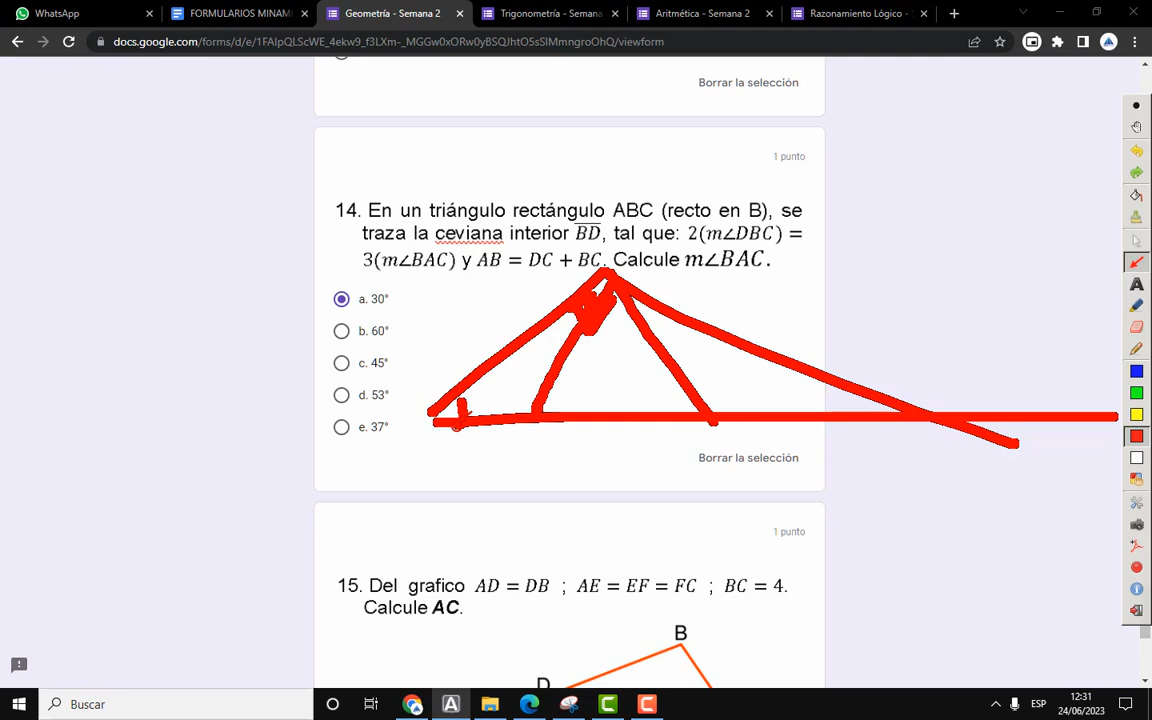 WhatsApp
FORMULARIOS MINAMI
Geometría - Semana 2
Trigonometría - Semana
Aritmética - Semana 2
Razonamiento Lógico -
docs.google.com/forms/d/e/1FAIpQLScWE_4ekw9_f3LXm-_MGGw0xORw0yBSQJhtO5sSIMmngroOhQ/viewform
Borrar la selección
1 punto
14. En un triángulo rectángulo ABC (recto en B), se
traza la ceviana interior BD, tal que: 2(m∠DBC) =
3(m∠BAC) y AB = DC + BC. Calcule m∠BAC.
a. 30°
b. 60°
c. 45°
d. 53°
e. 37°
Borrar la selección
1 punto
15. Del grafico AD = DB ; AE = EF = FC ; BC = 4.
Calcule AC.
B
D
Buscar
ESP
12:31
24/06/2023